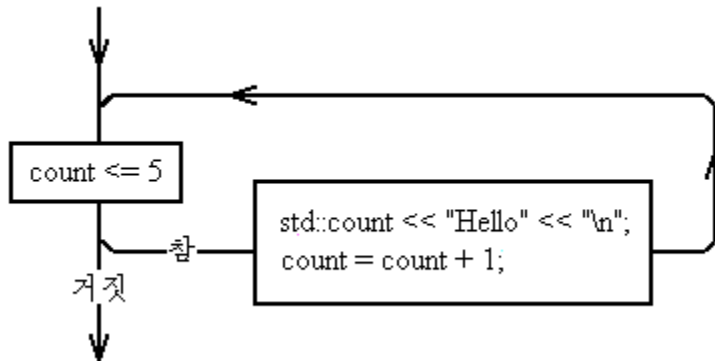 count <= 5
std::count << "Hello" << "\n";
count = count + 1;
참
거짓